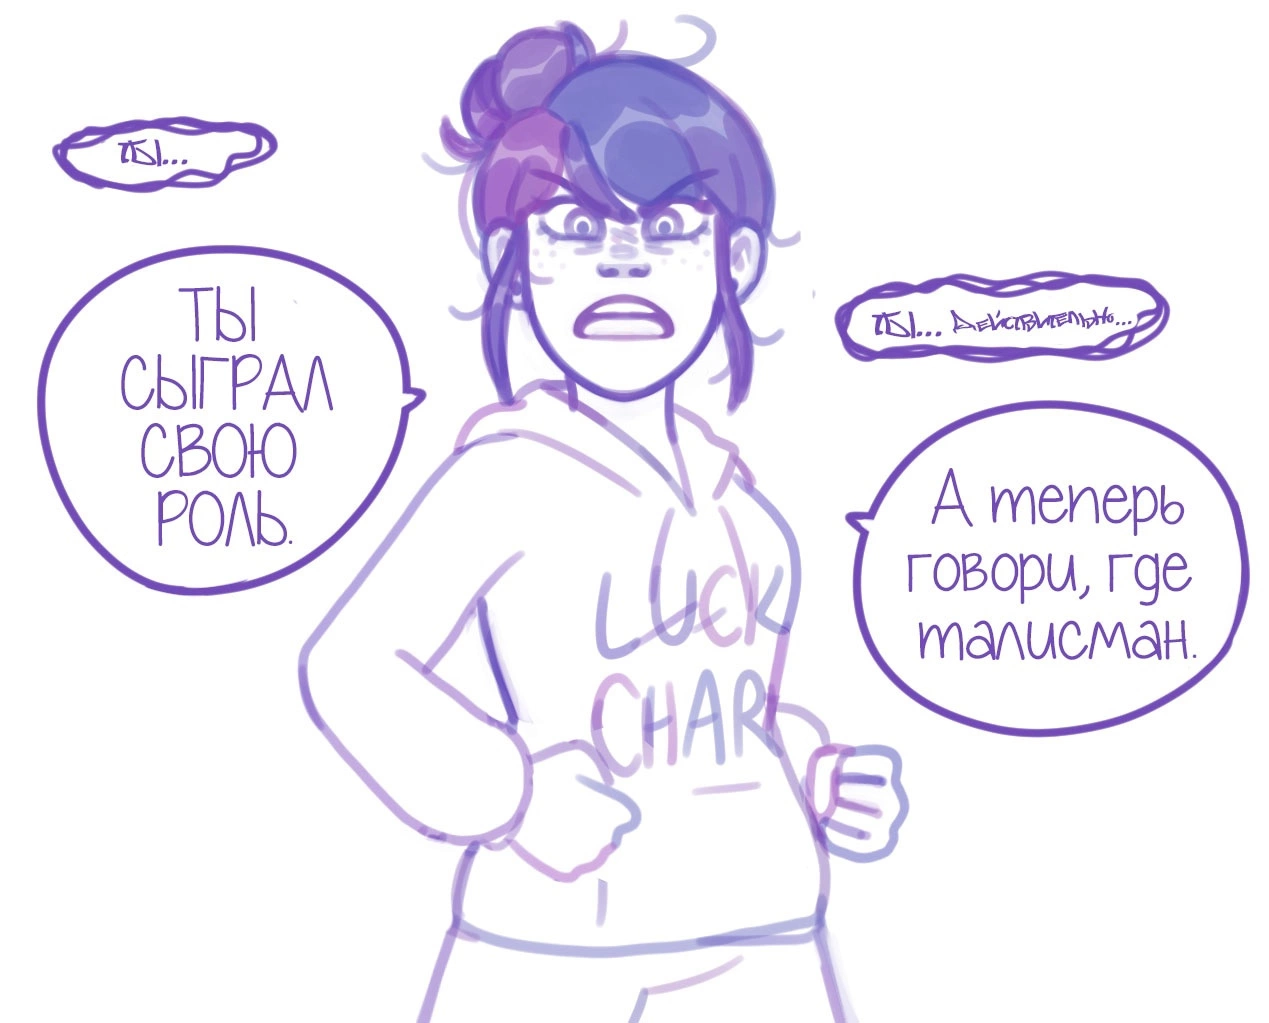 ТЫ...
ТЫ
СЫГРАЛ
СВОЮ
РОЛЬ.
ТЫ... ДЕЙСТВИТЕЛЬНО...
А теперь
говори, где
талисман.
LUCK
CHAR